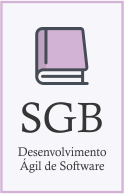 SGB
Desenvolvimento
Ágil de Software